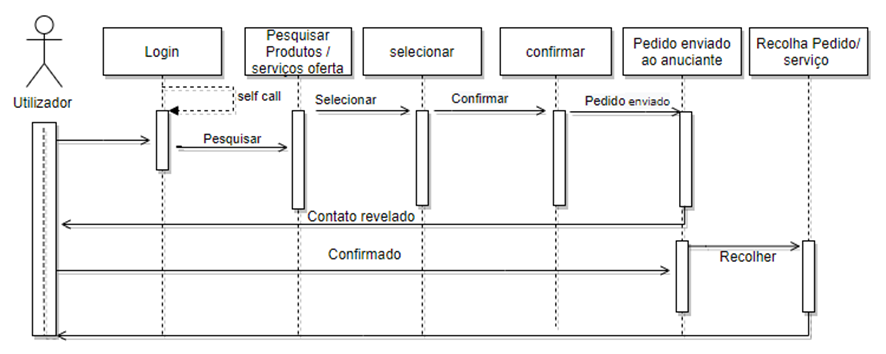 Utilizador
Login
Pesquisar
Produtos /
serviços oferta
selecionar
confirmar
Pedido enviado
ao anuciante
Recolha Pedido/
serviço
self call
Selecionar
Confirmar
Pedido enviado
Pesquisar
Contato revelado
Confirmado
Recolher